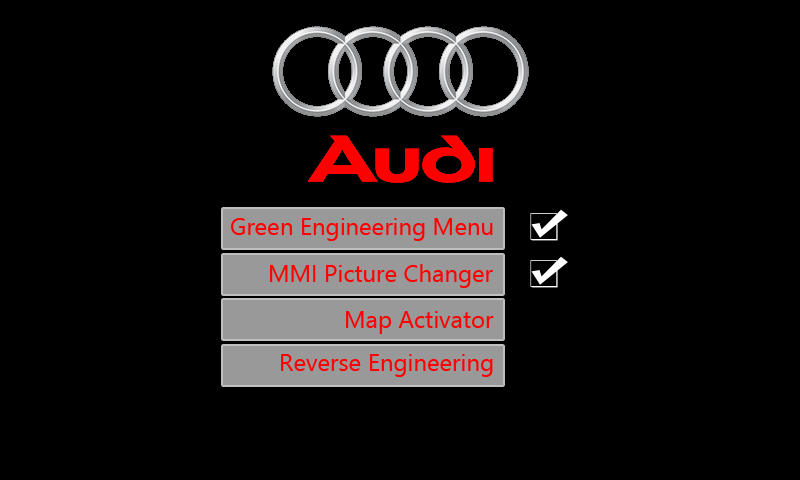 Audi
Green Engineering Menu
MMI Picture Changer
Map Activator
Reverse Engineering